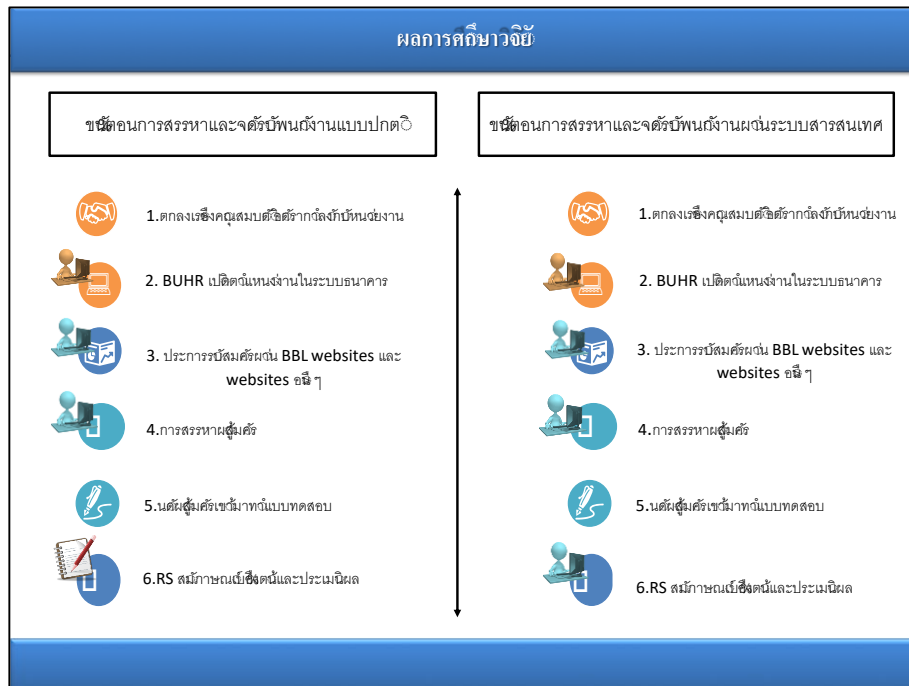 ผลการศึกษาวิจัย
ขั้นตอนการสรรหาและจัดรับพนักงานแบบปกติ
1.ตกลงเรื่องคุณสมบัติอัตรากำลังกับหน่วยงาน
2. BUHR เปิดตำแหน่งงานในระบบธนาคาร
3. ประการรับสมัครผ่าน BBL websites และ
websites อื่น ๆ
4.การสรรหาผู้สมัคร
5.นัดผู้สมัครเข้ามาทำแบบทดสอบ
6.RS สัมภาษณ์เบื้องต้นและประเมินผล
ขั้นตอนการสรรหาและจัดรับพนักงานผ่านระบบสารสนเทศ
1.ตกลงเรื่องคุณสมบัติอัตรากำลังกับหน่วยงาน
2. BUHR เปิดตำแหน่งงานในระบบธนาคาร
3. ประการรับสมัครผ่าน BBL websites และ
websites อื่น ๆ
4.การสรรหาผู้สมัคร
5.นัดผู้สมัครเข้ามาทำแบบทดสอบ
6.RS สัมภาษณ์เบื้องต้นและประเมินผล